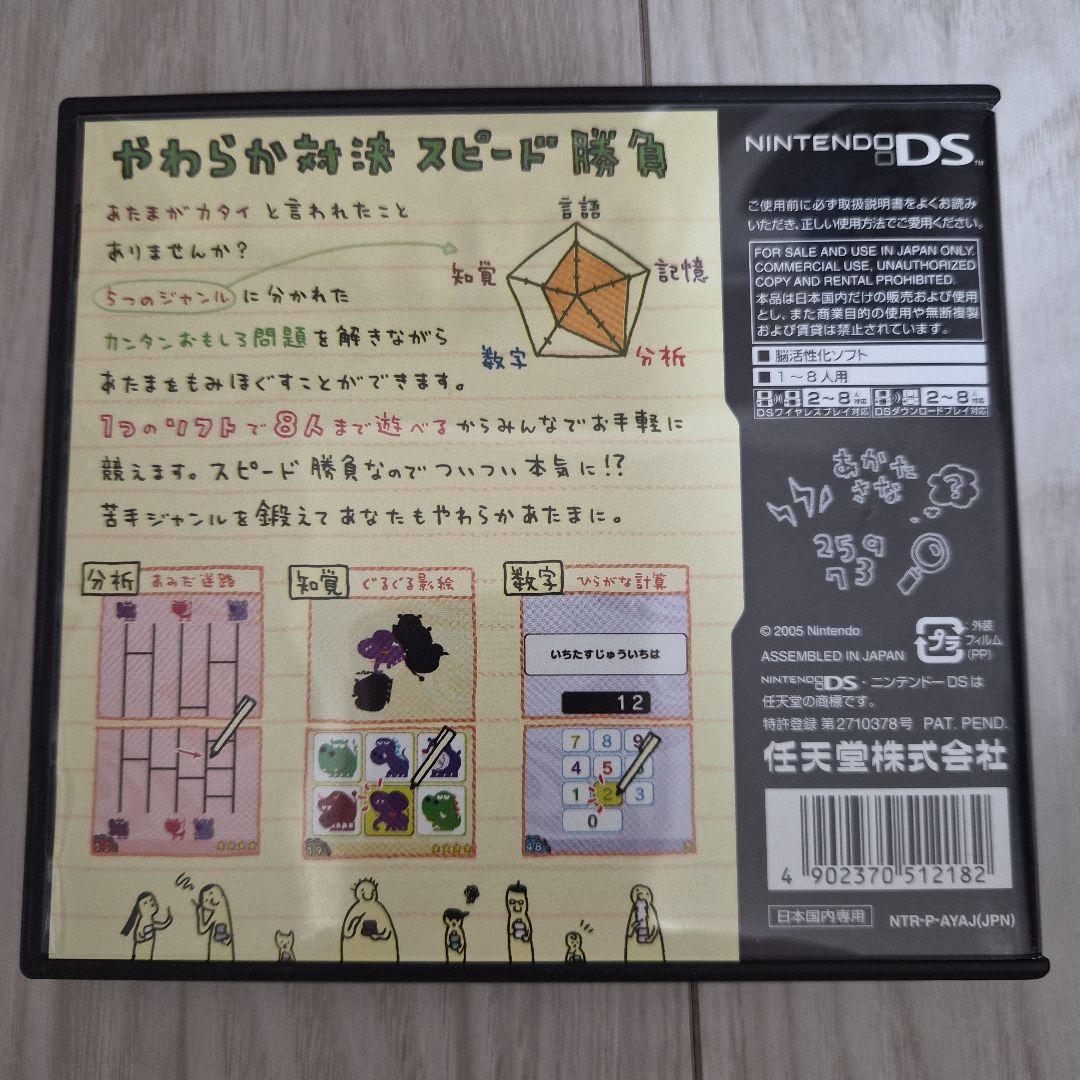 やわらか対決 スピード勝負
あたまがカタイと言われたこと
ありませんか？
5つのジャンルに分かれた
カンタンおもしろ問題を解きながら
あたまをもみほぐすことができます。
1つのソフトで8人まで遊べるからみんなでお手軽に
競えます。スピード勝負なのでついつい本気に!?
苦手ジャンルを鍛えてあなたもやわらかあたまに。
言語
知覚
記憶
数字
分析
分析 あみだ迷路
知覚 ぐるぐる影絵
数字 ひらがな計算
いちたすじゅういちは
12
7 8 9
4 5 6
1 2 3
0
NINTENDO DS™
ご使用前に必ず取扱説明書をよくお読み
いただき、正しい使用方法でご愛用ください。
FOR SALE AND USE IN JAPAN ONLY.
COMMERCIAL USE, UNAUTHORIZED
COPY AND RENTAL PROHIBITED.
本品は日本国内だけの販売および使用
とし、また商業目的の使用や無断複製
および賃貸は禁止されています。
■ 脳活性化ソフト
■ 1～8人用
2～8人対応
DSワイヤレスプレイ対応
2～8人対応
DSダウンロードプレイ対応
あかた
さな
?
259
73
© 2005 Nintendo
ASSEMBLED IN JAPAN
プラ
：外装
フィルム
(PP)
NINTENDO DS・ニンテンドーDSは
任天堂の商標です。
特許登録 第2710378号 PAT. PEND.
任天堂株式会社
4 902370 512182
日本国内専用
NTR-P-AYAJ(JPN)